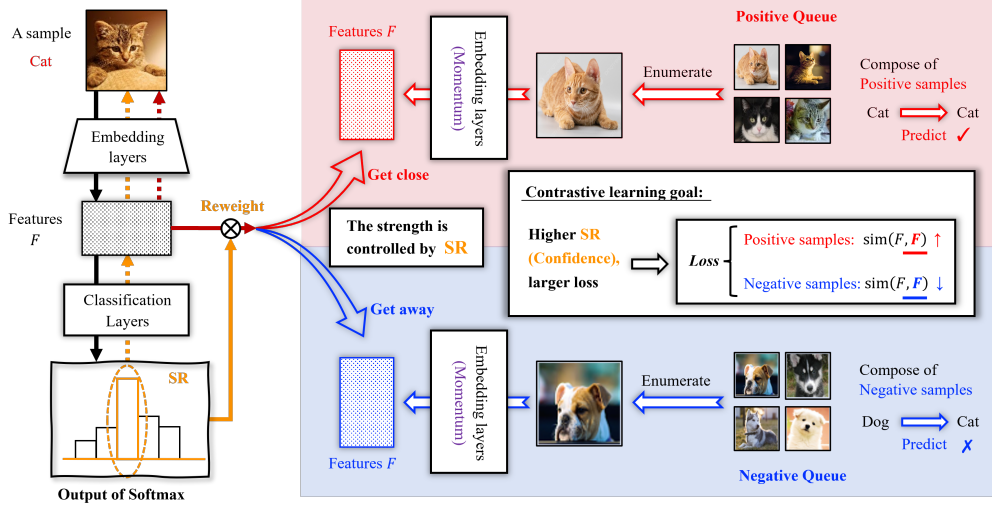 A sample
Cat
Embedding
layers
Features
F
Reweight
Classification
Layers
SR
Output of Softmax
Positive Queue
Features F
Embedding layers
(Momentum)
Enumerate
Compose of
Positive samples
Cat
Cat
Predict ✓
Get close
The strength is
controlled by SR
Contrastive learning goal:
Higher SR
(Confidence),
larger loss
Loss
Positive samples: sim(F, F) ↑
Negative samples: sim(F, F) ↓
Get away
Features F
Embedding layers
(Momentum)
Enumerate
Compose of
Negative samples
Dog
Cat
Predict ✗
Negative Queue